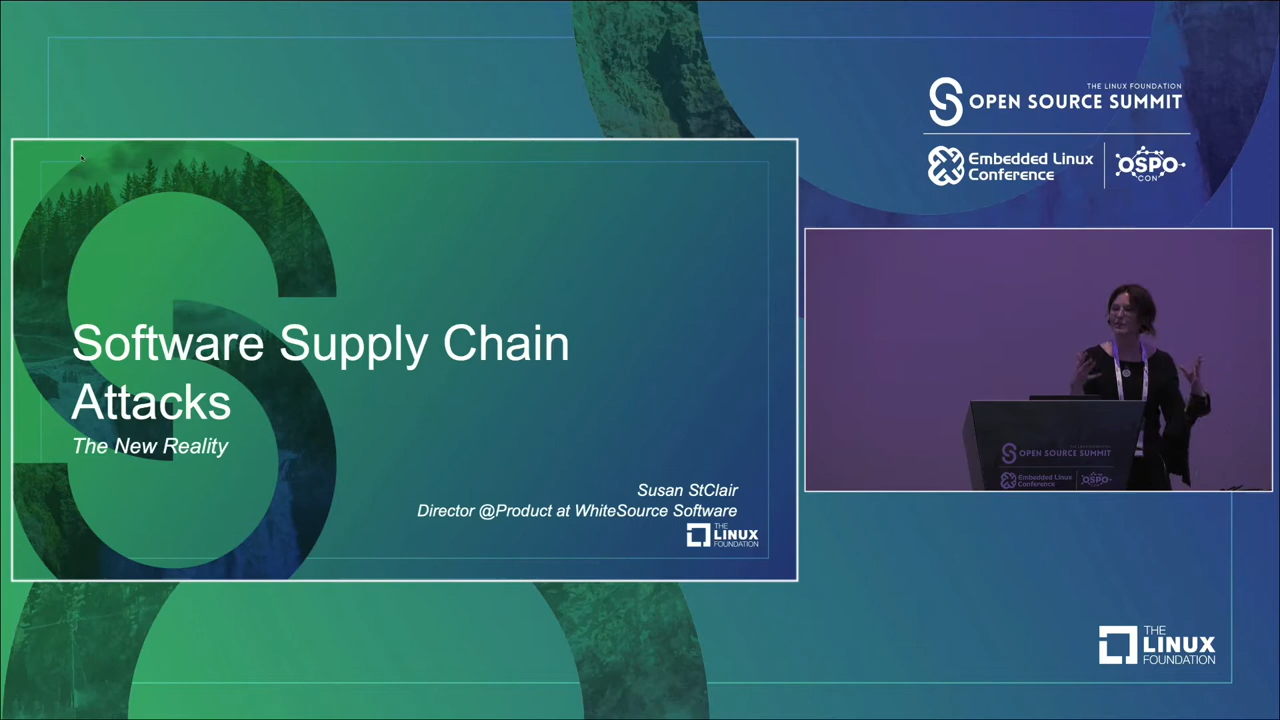 THE LINUX FOUNDATION
OPEN SOURCE SUMMIT
Embedded Linux
Conference
OSPO
CON
Software Supply Chain
Attacks
The New Reality
Susan StClair
Director @Product at WhiteSource Software
THE
LINUX
FOUNDATION
OPEN SOURCE SUMMIT
Embedded Linux
Conference
OSPO
THE
LINUX
FOUNDATION